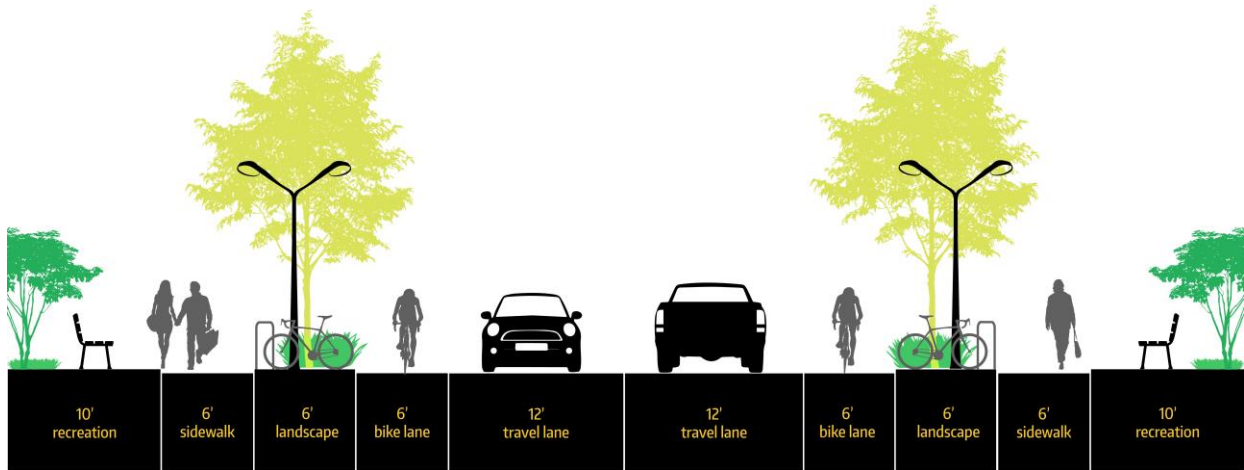 10'
recreation
6'
sidewalk
6'
landscape
6'
bike lane
12'
travel lane
12'
travel lane
6'
bike lane
6'
landscape
6'
sidewalk
10'
recreation